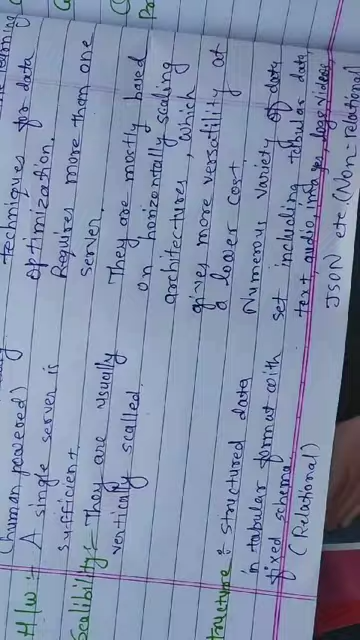 (human powered) techniques for data
optimization.
H/W :- A single server is Requires more than one
sufficient server.
Scalibility :- They are usually They are mostly based
vertically scalled. on horizontally scaling
architectures, which
gives more versatility at
a lower cost.
structured data Numerous variety of data
in tabular format with set including tabular data,
fixed schema. text, audio, images, logs, videos,
(Relational) JSON etc (Non-relational